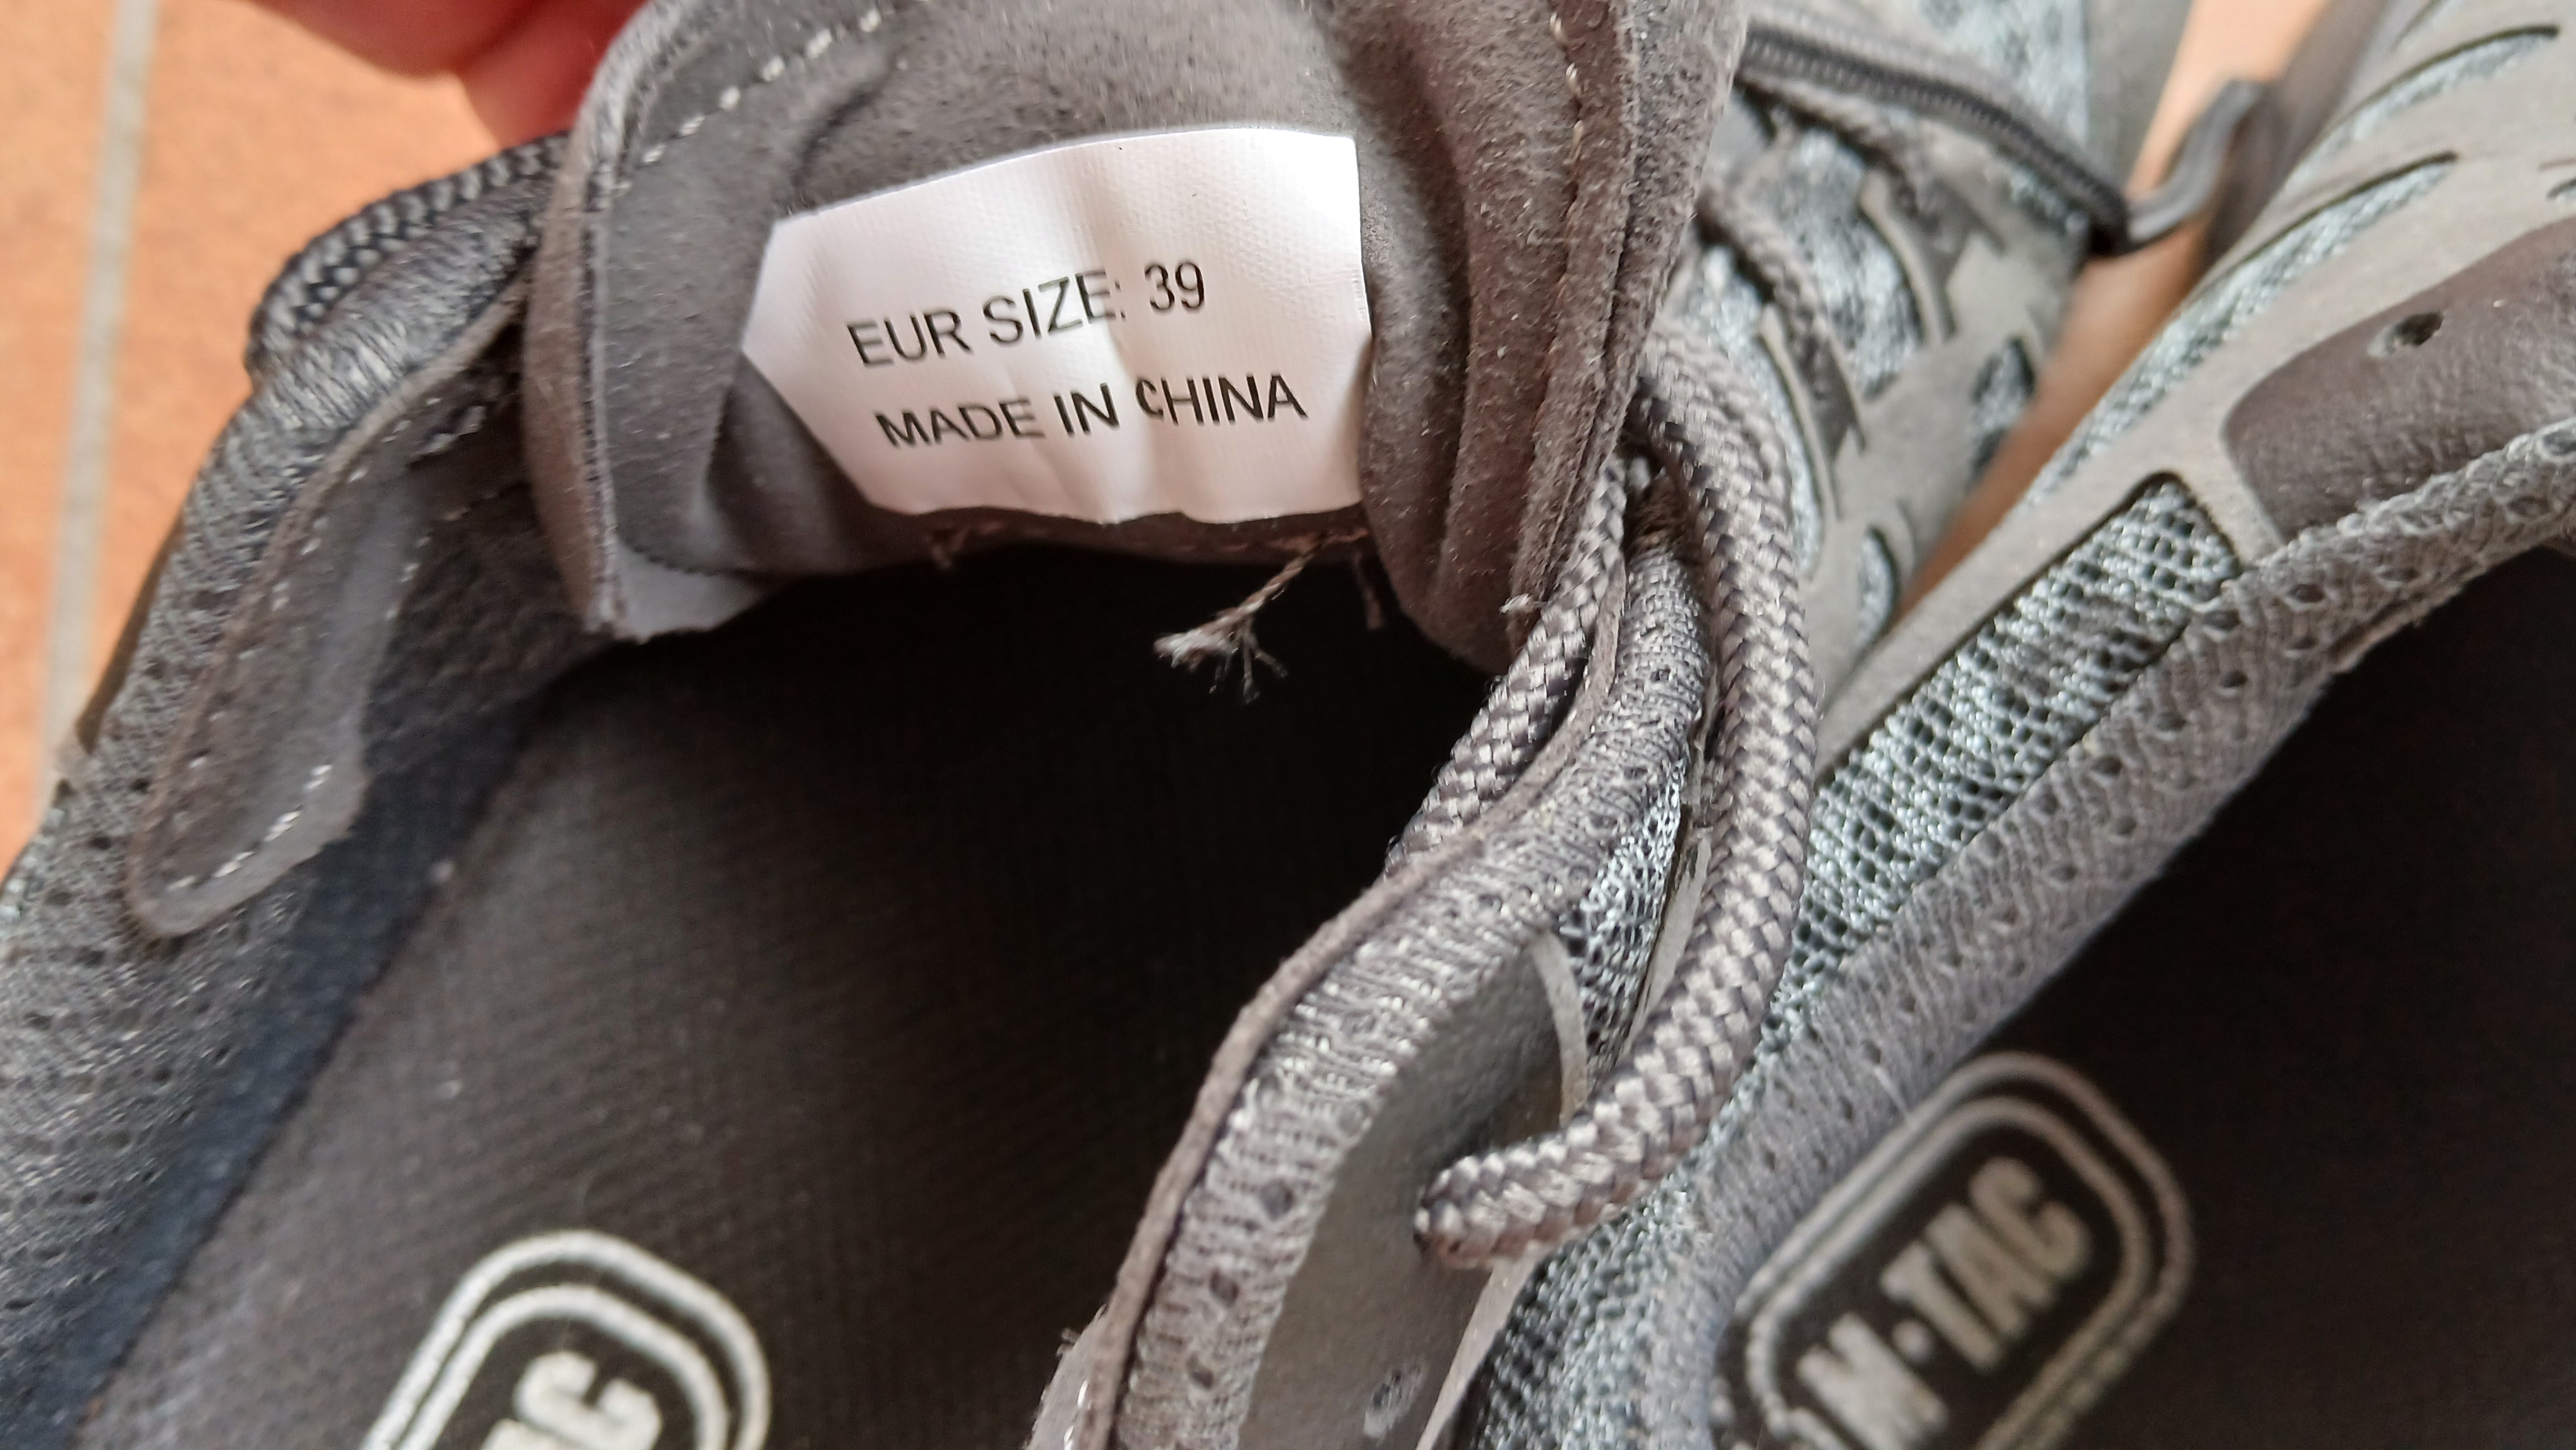 EUR SIZE: 39
MADE IN CHINA
M·TAC